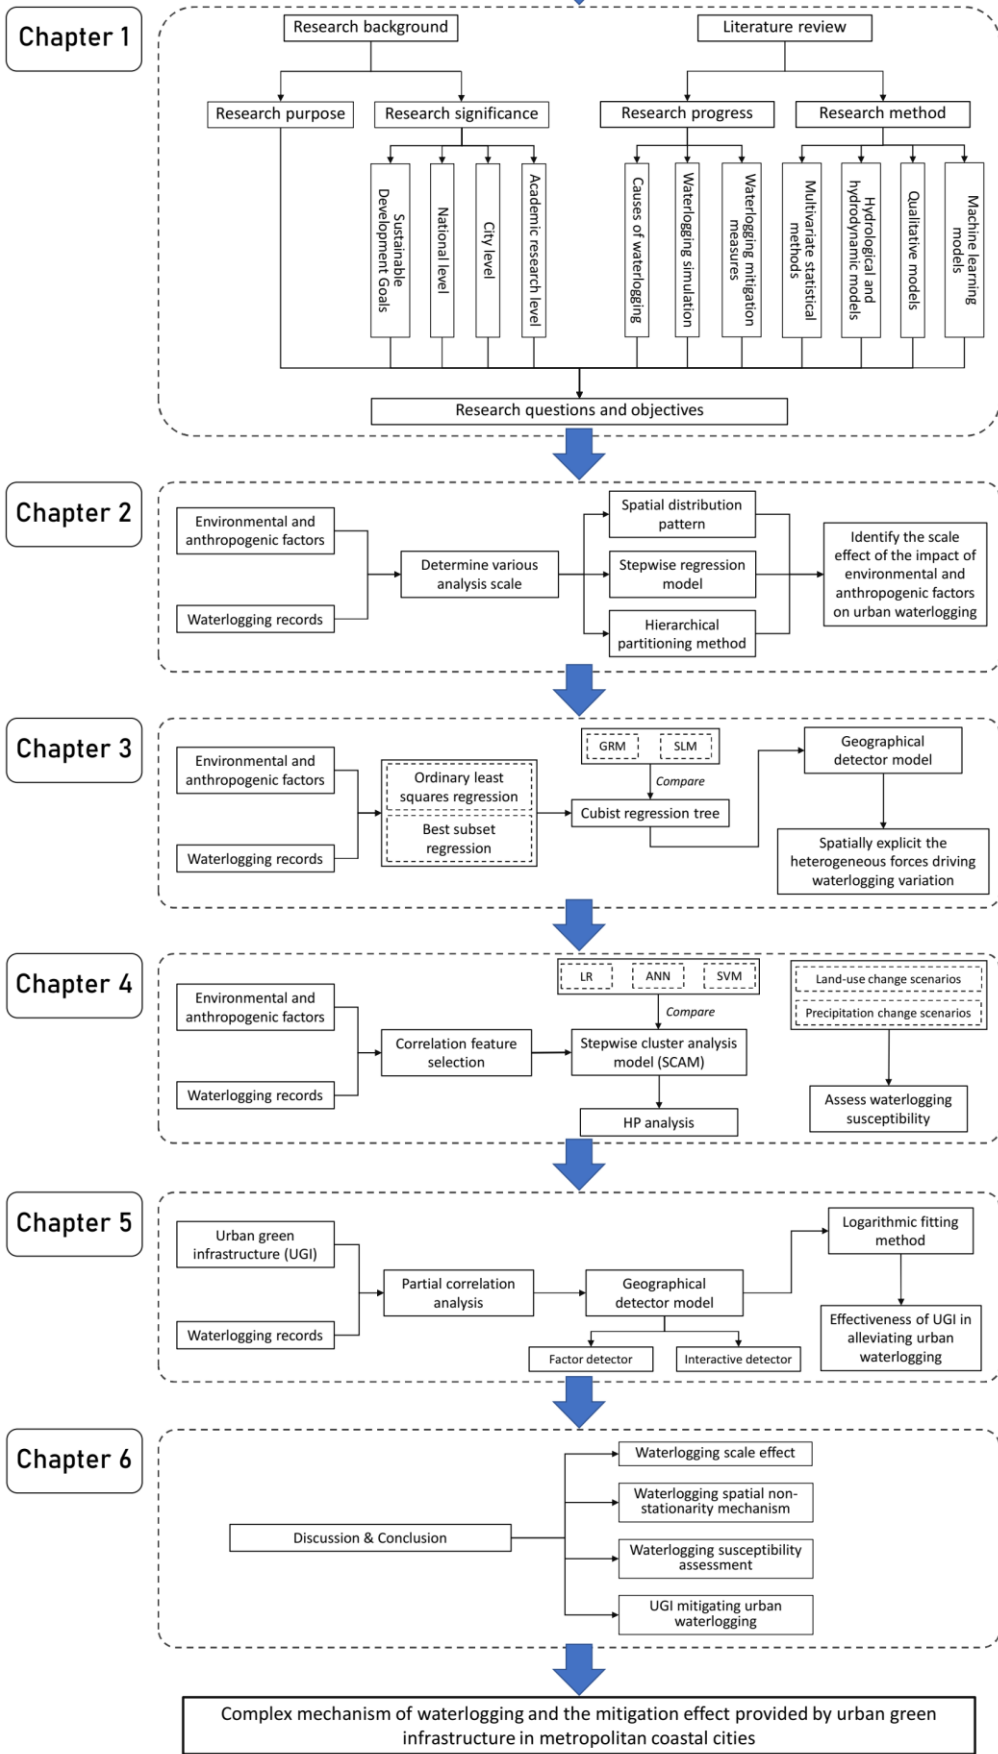 Chapter 1
Research background
Literature review
Research purpose
Research significance
Research progress
Research method
Sustainable
Development Goals
National level
City level
Academic research level
Causes of waterlogging
Waterlogging simulation
Waterlogging mitigation
measures
Multivariate statistical
methods
Hydrological and
hydrodynamic models
Qualitative models
Machine learning
models
Research questions and objectives
Chapter 2
Environmental and
anthropogenic factors
Waterlogging records
Determine various
analysis scale
Spatial distribution
pattern
Stepwise regression
model
Hierarchical
partitioning method
Identify the scale
effect of the impact of
environmental and
anthropogenic factors
on urban waterlogging
Chapter 3
Environmental and
anthropogenic factors
Waterlogging records
Ordinary least
squares regression
Best subset
regression
GRM
SLM
Compare
Cubist regression tree
Geographical
detector model
Spatially explicit the
heterogeneous forces driving
waterlogging variation
Chapter 4
Environmental and
anthropogenic factors
Waterlogging records
Correlation feature
selection
LR
ANN
SVM
Compare
Stepwise cluster analysis
model (SCAM)
HP analysis
Land-use change scenarios
Precipitation change scenarios
Assess waterlogging
susceptibility
Chapter 5
Urban green
infrastructure (UGI)
Waterlogging records
Partial correlation
analysis
Geographical
detector model
Factor detector
Interactive detector
Logarithmic fitting
method
Effectiveness of UGI in
alleviating urban
waterlogging
Chapter 6
Discussion & Conclusion
Waterlogging scale effect
Waterlogging spatial non-
stationarity mechanism
Waterlogging susceptibility
assessment
UGI mitigating urban
waterlogging
Complex mechanism of waterlogging and the mitigation effect provided by urban green
infrastructure in metropolitan coastal cities